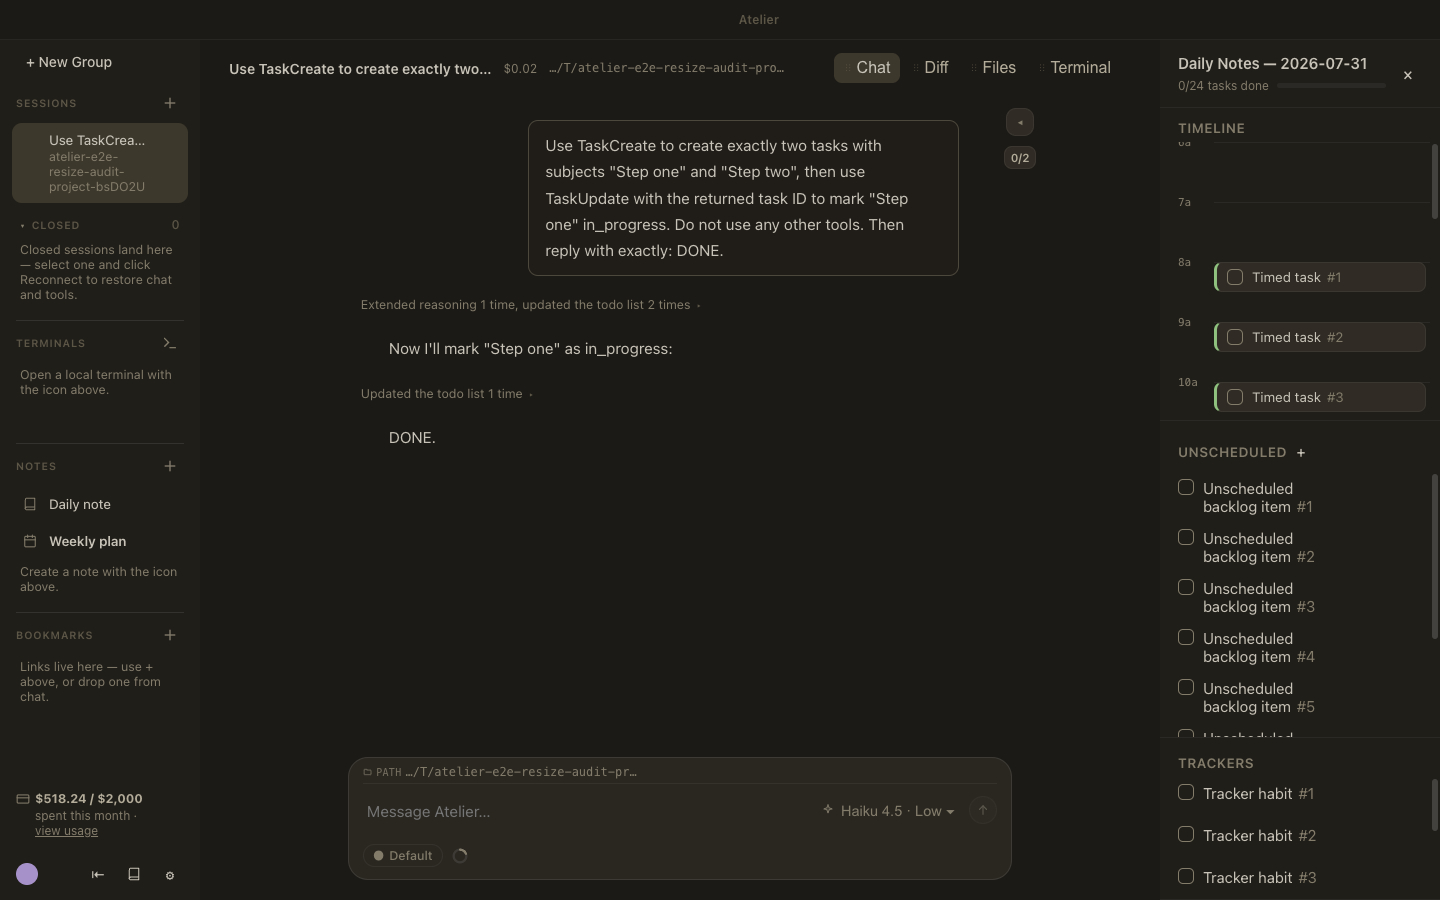 Atelier
+ New Group
SESSIONS
Use TaskCrea...
atelier-e2e-
resize-audit-
project-bsDO2U
CLOSED 0
Closed sessions land here
— select one and click
Reconnect to restore chat
and tools.
TERMINALS
Open a local terminal with
the icon above.
NOTES
Daily note
Weekly plan
Create a note with the icon
above.
BOOKMARKS
Links live here — use +
above, or drop one from
chat.
$518.24 / $2,000
spent this month ·
view usage
Use TaskCreate to create exactly two... $0.02 …/T/atelier-e2e-resize-audit-pro…
Chat Diff Files Terminal
0/2
Use TaskCreate to create exactly two tasks with
subjects "Step one" and "Step two", then use
TaskUpdate with the returned task ID to mark "Step
one" in_progress. Do not use any other tools. Then
reply with exactly: DONE.
Extended reasoning 1 time, updated the todo list 2 times
Now I'll mark "Step one" as in_progress:
Updated the todo list 1 time
DONE.
PATH …/T/atelier-e2e-resize-audit-pr…
Message Atelier...
Haiku 4.5 · Low
Default
Daily Notes — 2026-07-31
0/24 tasks done
TIMELINE
6a
7a
8a
Timed task #1
9a
Timed task #2
10a
Timed task #3
UNSCHEDULED +
Unscheduled
backlog item #1
Unscheduled
backlog item #2
Unscheduled
backlog item #3
Unscheduled
backlog item #4
Unscheduled
backlog item #5
Unscheduled
TRACKERS
Tracker habit #1
Tracker habit #2
Tracker habit #3